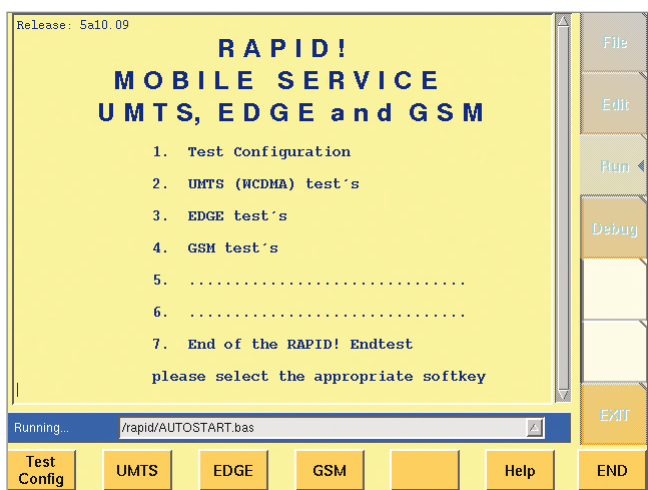 Release: 5a10.09
RAPID!
MOBILE SERVICE
UMTS, EDGE and GSM
1. Test Configuration
2. UMTS (WCDMA) test´s
3. EDGE test´s
4. GSM test´s
5. ...............................
6. ...............................
7. End of the RAPID! Endtest
please select the appropriate softkey
File
Edit
Run
Debug
EXIT
Running... /rapid/AUTOSTART.bas
Test
Config
UMTS
EDGE
GSM
Help
END